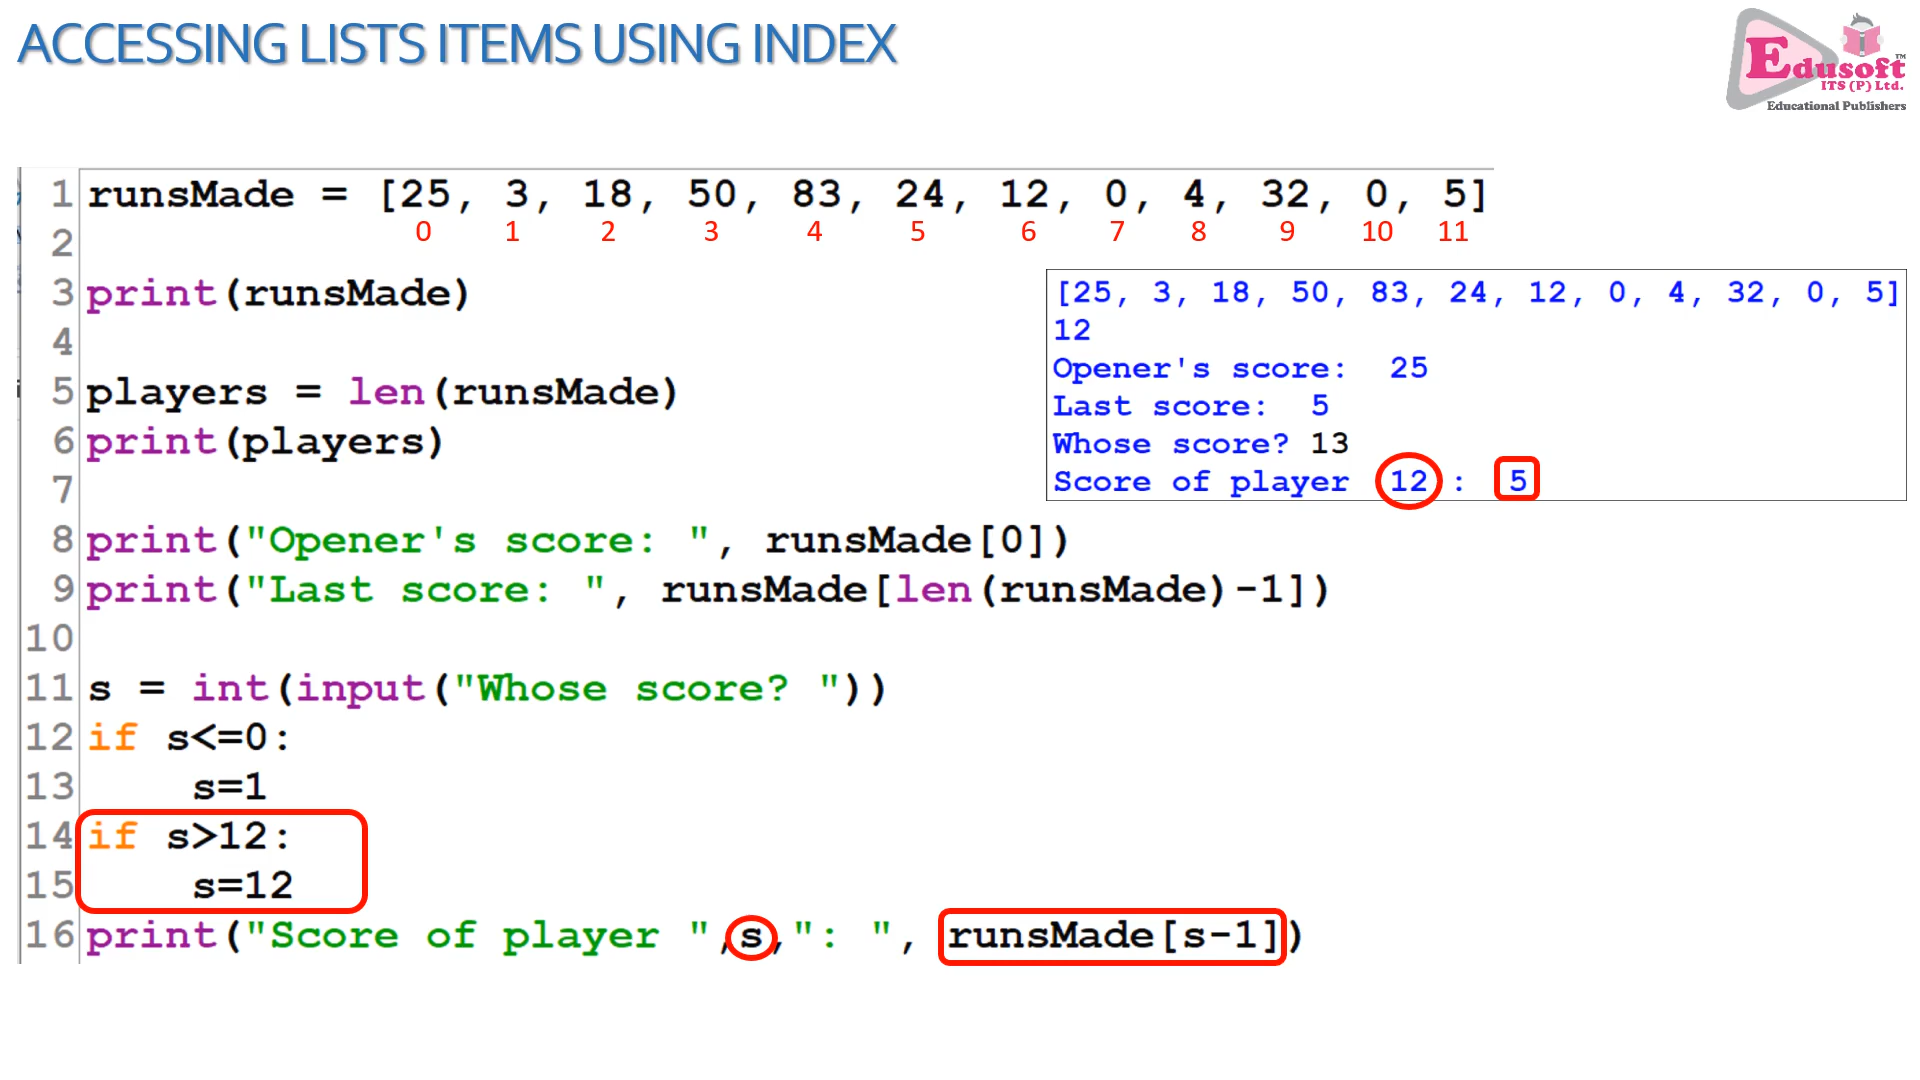 ACCESSING LISTS ITEMS USING INDEX
Edusoft™
ITS (P) Ltd.
Educational Publishers
1 runsMade = [25, 3, 18, 50, 83, 24, 12, 0, 4, 32, 0, 5]
0 1 2 3 4 5 6 7 8 9 10 11
2
3 print(runsMade)
4
5 players = len(runsMade)
6 print(players)
7
8 print("Opener's score: ", runsMade[0])
9 print("Last score: ", runsMade[len(runsMade)-1])
10
11 s = int(input("Whose score? "))
12 if s<=0:
13     s=1
14 if s>12:
15     s=12
16 print("Score of player ",s,": ", runsMade[s-1])
[25, 3, 18, 50, 83, 24, 12, 0, 4, 32, 0, 5]
12
Opener's score:  25
Last score:  5
Whose score? 13
Score of player  12 :  5